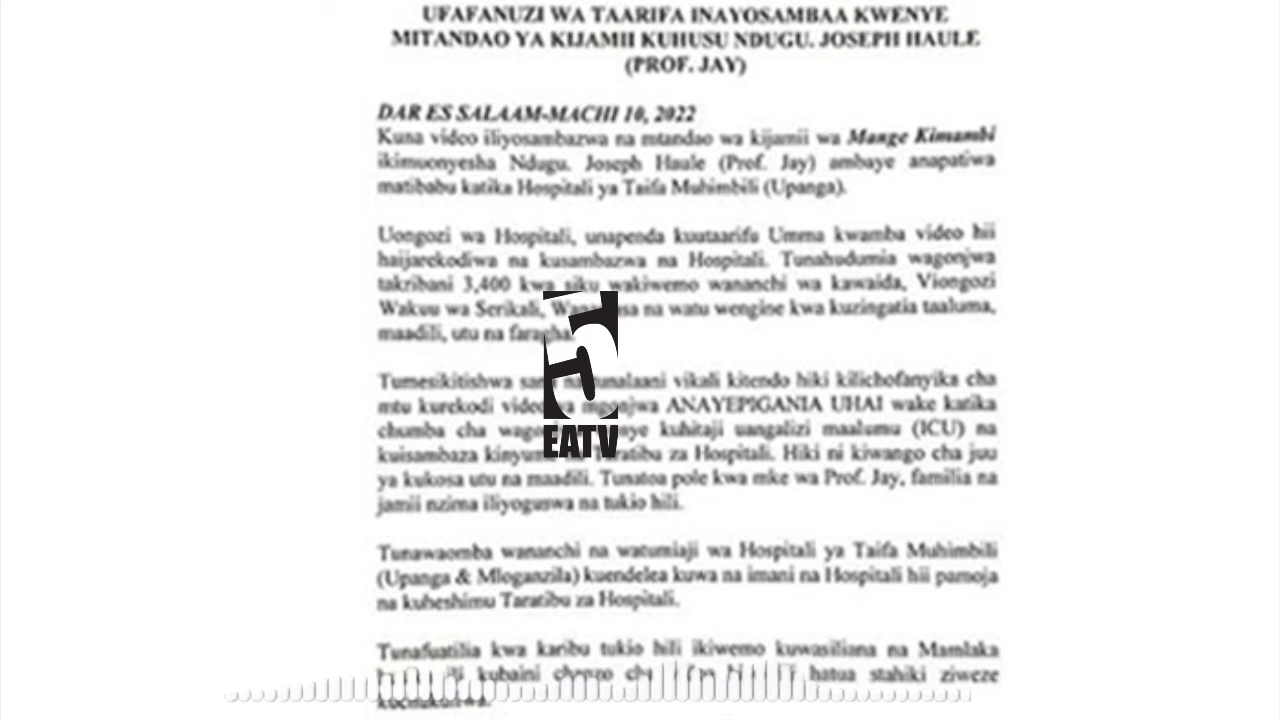 UFAFANUZI WA TAARIFA INAYOSAMBAA KWENYE
MITANDAO YA KIJAMII KUHUSU NDUGU. JOSEPH HAULE
(PROF. JAY)
DAR ES SALAAM-MACHI 10, 2022
Kuna video iliyosambazwa na mtandao wa kijamii wa Mange Kimambi
ikimuonyesha Ndugu. Joseph Haule (Prof. Jay) ambaye anapatiwa
matibabu katika Hospitali ya Taifa Muhimbili (Upanga).
Uongozi wa Hospitali, unapenda kuutaarifu Umma kwamba video hii
haijarekodiwa na kusambazwa na Hospitali. Tunahudumia wagonjwa
takribani 3,400 kwa siku wakiwemo wananchi wa kawaida, Viongozi
Wakuu wa Serikali, na watu wengine kwa kuzingatia taaluma,
maadili, utu na faragha.
Tumesikitishwa sana na tunalaani vikali kitendo hiki kilichofanyika cha
mtu kurekodi video ya mgonjwa ANAYEPIGANIA UHAI wake katika
chumba cha kuhitaji uangalizi maalumu (ICU) na
kuisambaza kinyume na Taratibu za Hospitali. Hiki ni kiwango cha juu
ya kukosa utu na maadili. Tunatoa pole kwa mke wa Prof. Jay, familia na
jamii nzima iliyoguswa na tukio hili.
Tunawaomba wananchi na watumiaji wa Hospitali ya Taifa Muhimbili
(Upanga & Mloganzila) kuendelea kuwa na imani na Hospitali hii pamoja
na kuheshimu Taratibu za Hospitali.
Tunafuatilia kwa karibu tukio hili ikiwemo kuwasiliana na Mamlaka
ili kubaini chanzo cha hatua stahiki ziweze
5
EATV